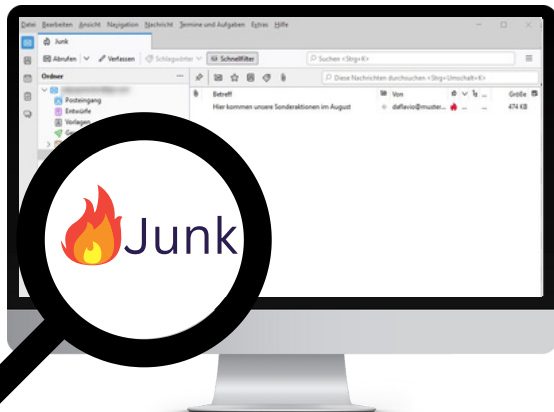 Datei Bearbeiten Ansicht Navigation Nachricht Termine und Aufgaben Extras Hilfe
Junk
Abrufen Verfassen Schlagwörter Schnellfilter Suchen <Strg+K>
Ordner ... Diese Nachrichten durchsuchen <Strg+Umschalt+K>
Betreff Von Größe
Posteingang Hier kommen unsere Sonderaktionen im August daflavio@muster... ... ... 474 KB
Entwürfe
Vorlagen
Junk